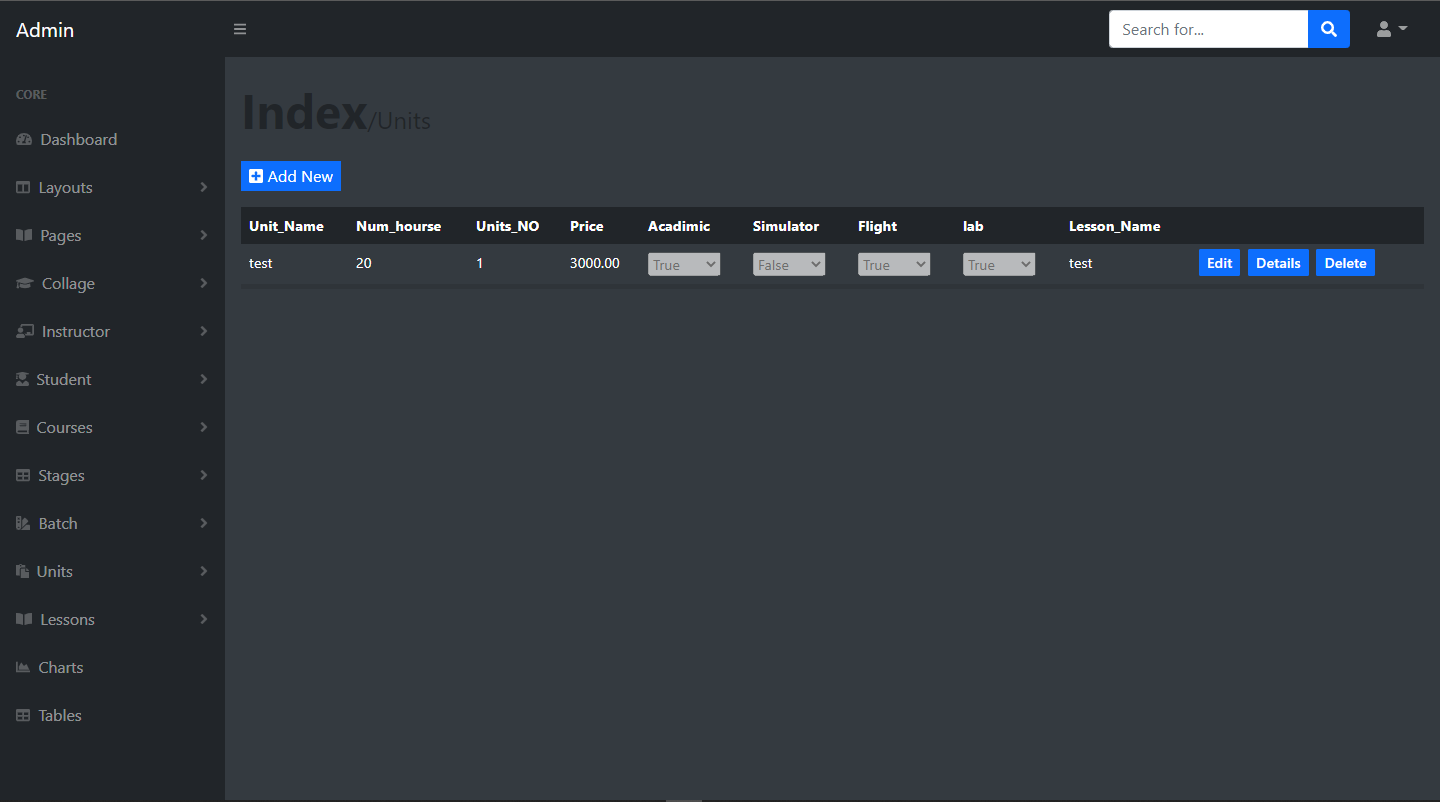 Admin
Search for...
CORE
Dashboard
Layouts
Pages
Collage
Instructor
Student
Courses
Stages
Batch
Units
Lessons
Charts
Tables
Index/Units
Add New
Unit_Name Num_hourse Units_NO Price Acadimic Simulator Flight lab Lesson_Name
test 20 1 3000.00 True False True True test Edit Details Delete